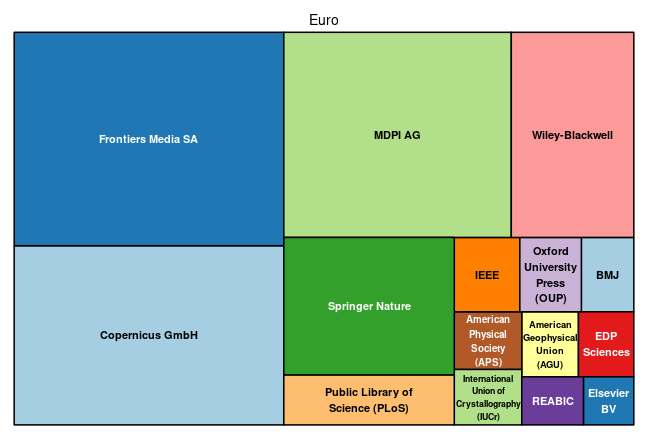 Euro
Frontiers Media SA
MDPI AG
Wiley-Blackwell
Copernicus GmbH
Springer Nature
Public Library of
Science (PLoS)
IEEE
Oxford
University
Press
(OUP)
BMJ
American
Physical
Society
(APS)
American
Geophysical
Union
(AGU)
EDP
Sciences
International
Union of
Crystallography
(IUCr)
REABIC
Elsevier
BV